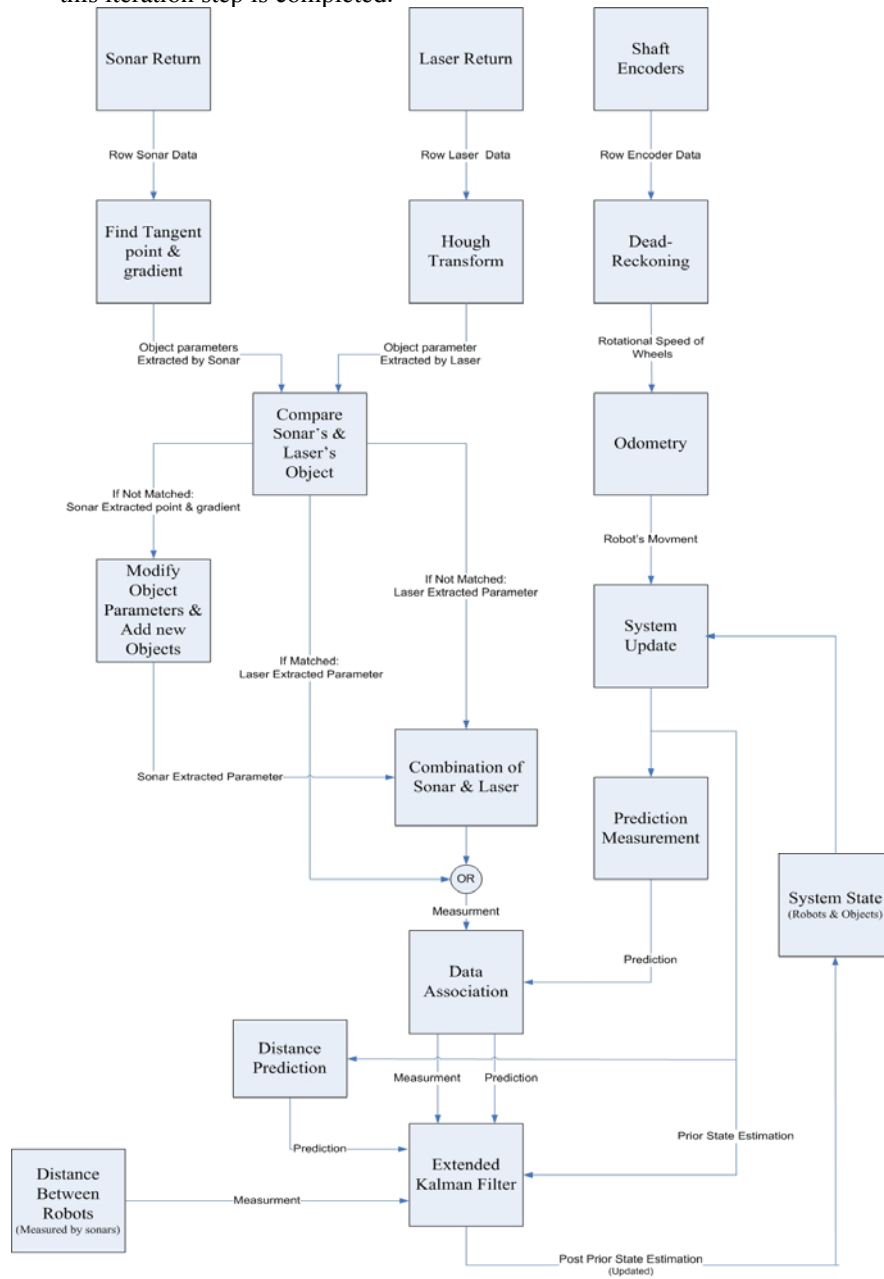 this iteration step is completed.
Sonar Return
Laser Return
Shaft
Encoders
Row Sonar Data
Row Laser Data
Row Encoder Data
Find Tangent
point &
gradient
Hough
Transform
Dead-
Reckoning
Object parameters
Extracted by Sonar
Object parameter
Extracted by Laser
Rotational Speed of
Wheels
Compare
Sonar's &
Laser's
Object
Odometry
If Not Matched:
Sonar Extracted point & gradient
Robot's Movment
Modify
Object
Parameters &
Add new
Objects
If Not Matched:
Laser Extracted Parameter
System
Update
If Matched:
Laser Extracted Parameter
Sonar Extracted Parameter
Combination of
Sonar & Laser
Prediction
Measurement
OR
System State
(Robots & Objects)
Measurment
Data
Association
Prediction
Distance
Prediction
Measurment
Prediction
Prior State Estimation
Prediction
Extended
Kalman Filter
Distance
Between
Robots
(Measured by sonars)
Measurment
Post Prior State Estimation
(Updated)